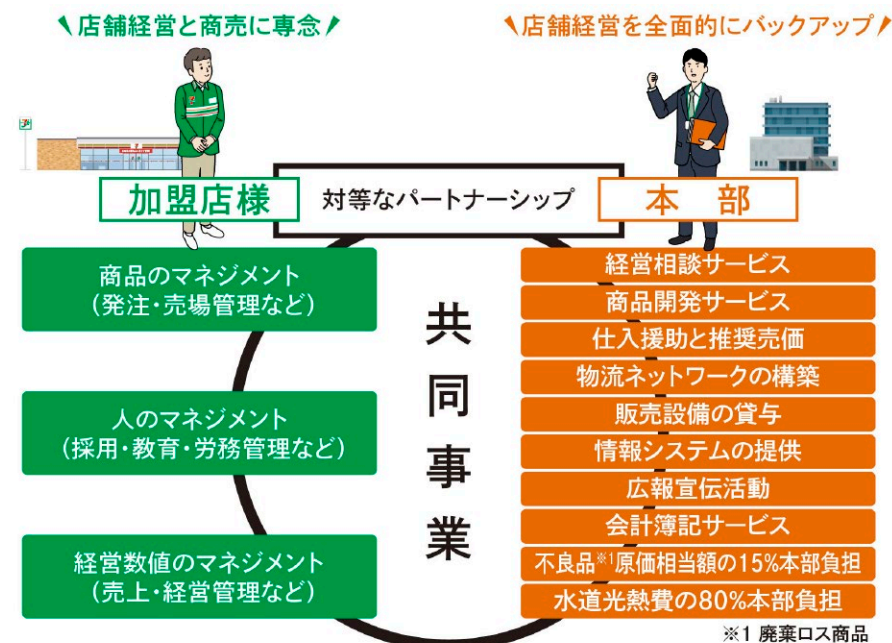 店舗経営と商売に専念
店舗経営を全面的にバックアップ
加盟店様
対等なパートナーシップ
本部
商品のマネジメント
（発注・売場管理など）
人のマネジメント
（採用・教育・労務管理など）
経営数値のマネジメント
（売上・経営管理など）
共同事業
経営相談サービス
商品開発サービス
仕入援助と推奨売価
物流ネットワークの構築
販売設備の貸与
情報システムの提供
広報宣伝活動
会計簿記サービス
不良品※1原価相当額の15%本部負担
水道光熱費の80%本部負担
※1 廃棄ロス商品